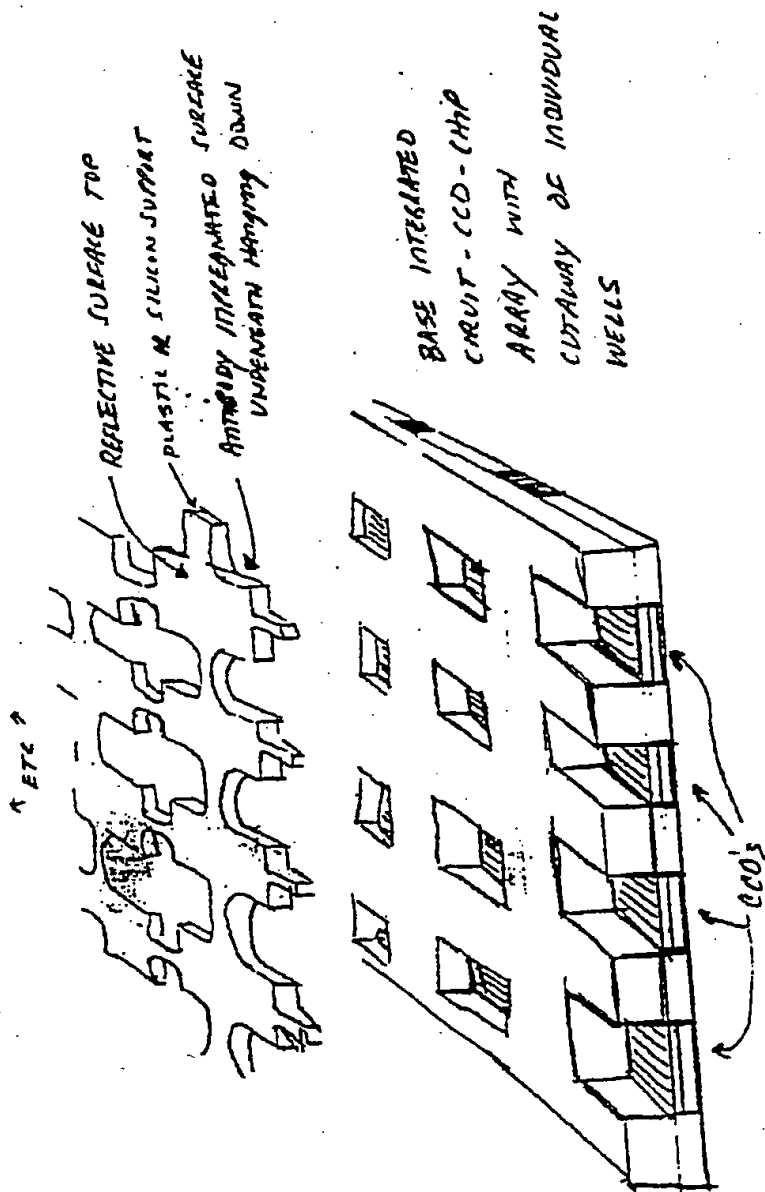 ↖ ETC ↗
REFLECTIVE SURFACE TOP
PLASTIC OR SILICON SUPPORT
ANTIBODY IMPREGNATED SURFACE
UNDERNEATH HANGING DOWN
BASE INTEGRATED
CIRUIT - CCD - CHIP
ARRAY WITH
CUTAWAY OF INDIVIDUAL
WELLS
CCD's